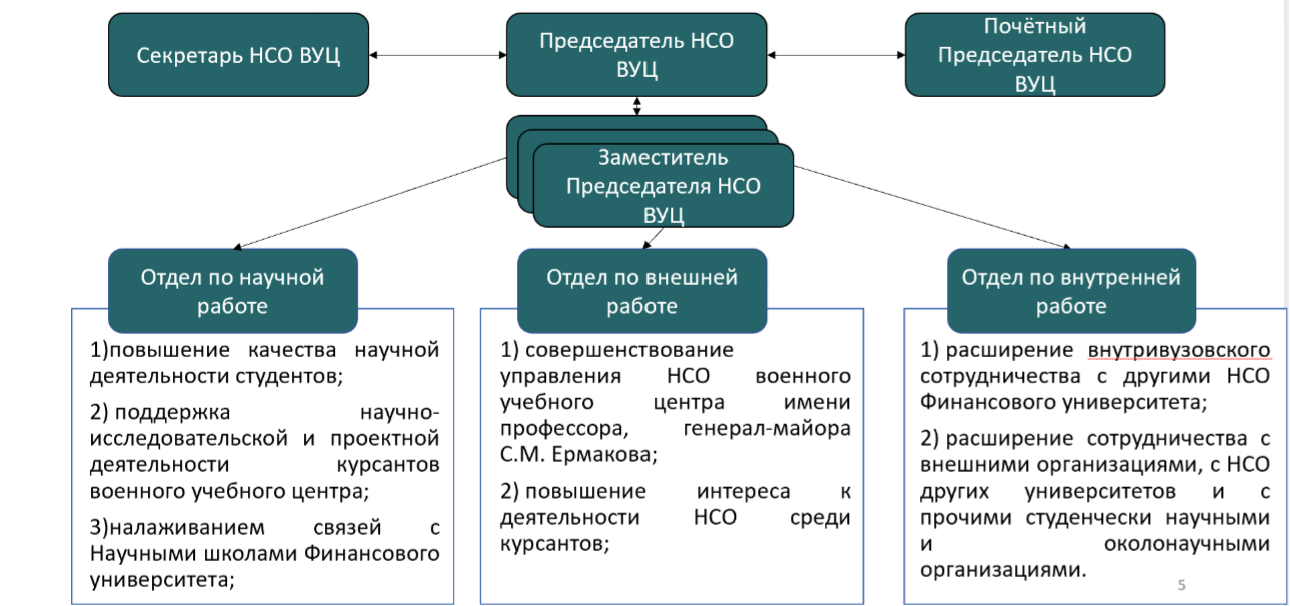 Секретарь НСО ВУЦ
Председатель НСО
ВУЦ
Почётный
Председатель НСО
ВУЦ
Заместитель
Председателя НСО
ВУЦ
Отдел по научной
работе
1)повышение качества научной
деятельности студентов;
2) поддержка научно-
исследовательской и проектной
деятельности курсантов
военного учебного центра;
3)налаживанием связей с
Научными школами Финансового
университета;
Отдел по внешней
работе
1) совершенствование
управления НСО военного
учебного центра имени
профессора, генерал-майора
С.М. Ермакова;
2) повышение интереса к
деятельности НСО среди
курсантов;
Отдел по внутренней
работе
1) расширение внутривузовского
сотрудничества с другими НСО
Финансового университета;
2) расширение сотрудничества с
внешними организациями, с НСО
других университетов и с
прочими студенчески научными
и околонаучными
организациями.
5